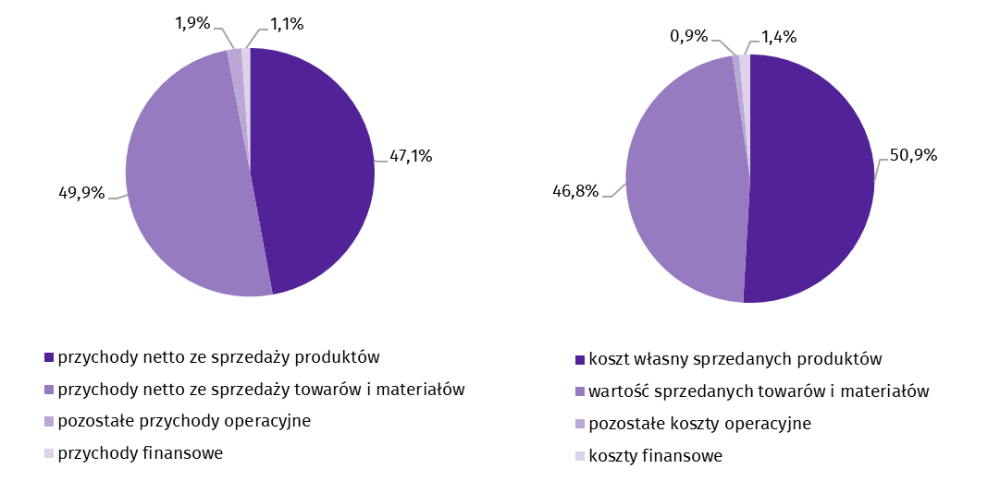 1,9%
1,1%
47,1%
49,9%
przychody netto ze sprzedaży produktów
przychody netto ze sprzedaży towarów i materiałów
pozostałe przychody operacyjne
przychody finansowe
0,9%
1,4%
50,9%
46,8%
koszt własny sprzedanych produktów
wartość sprzedanych towarów i materiałów
pozostałe koszty operacyjne
koszty finansowe